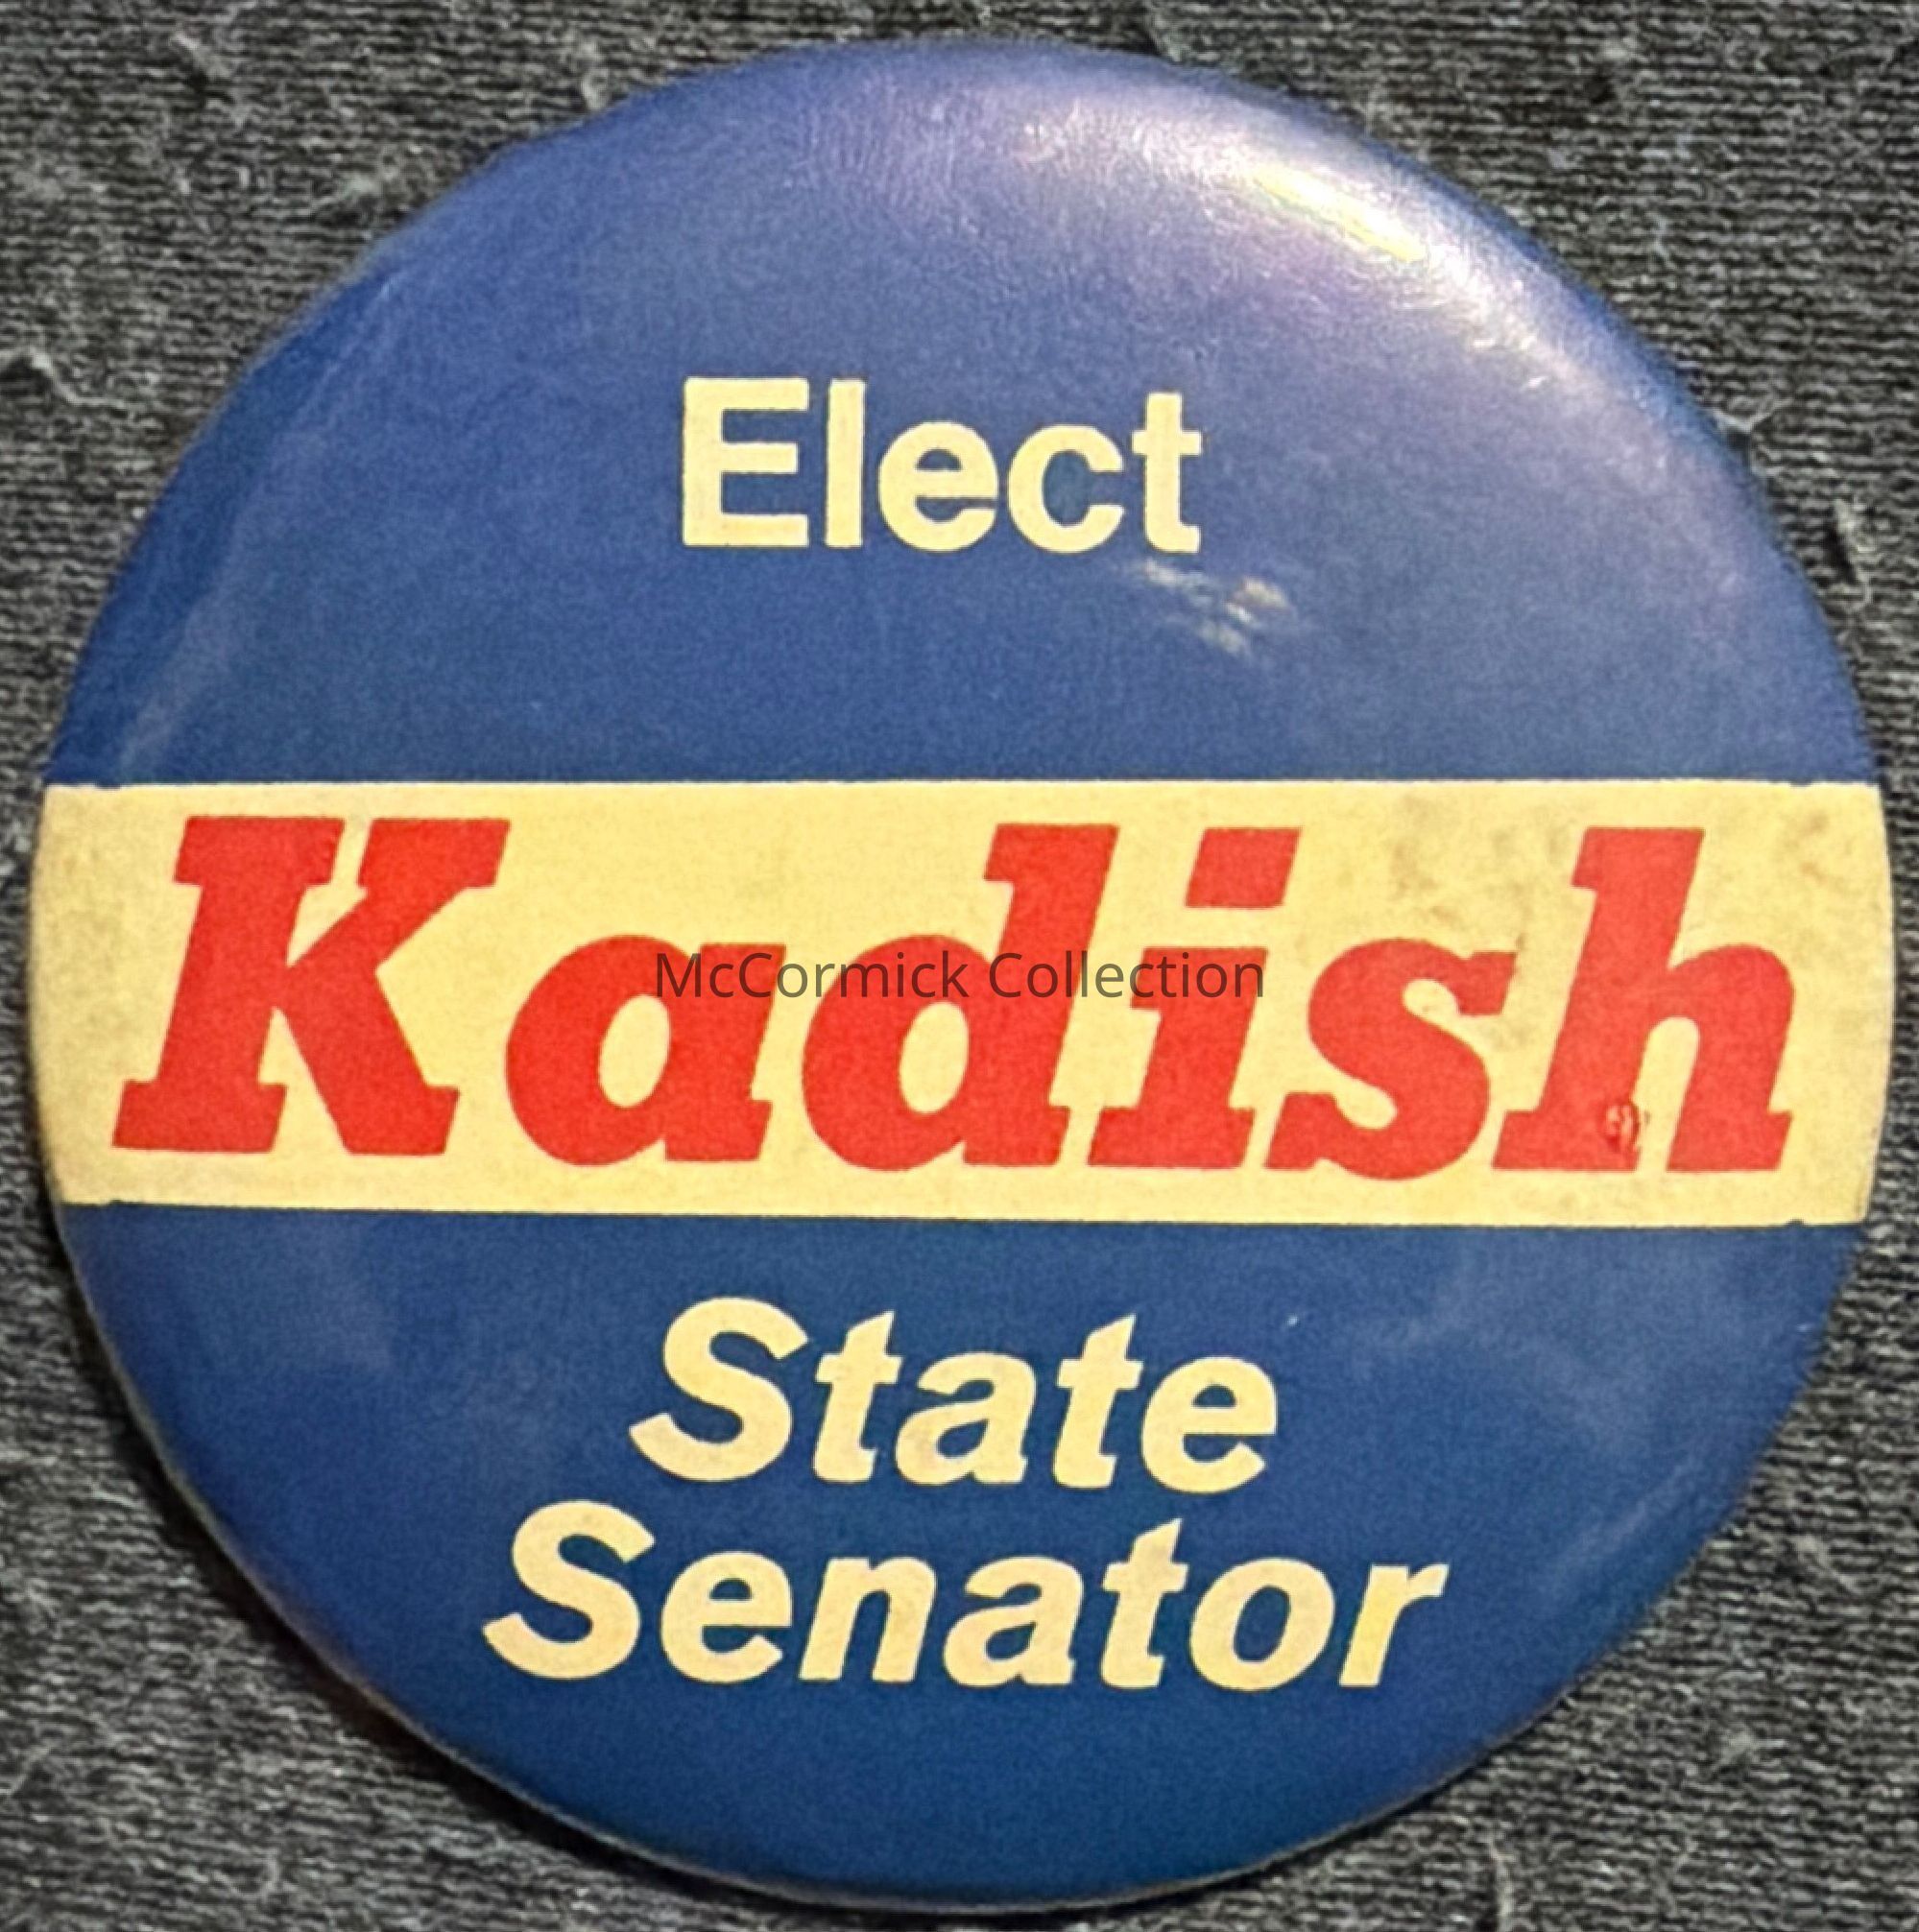 Elect
Kadish
McCormick Collection
State
Senator